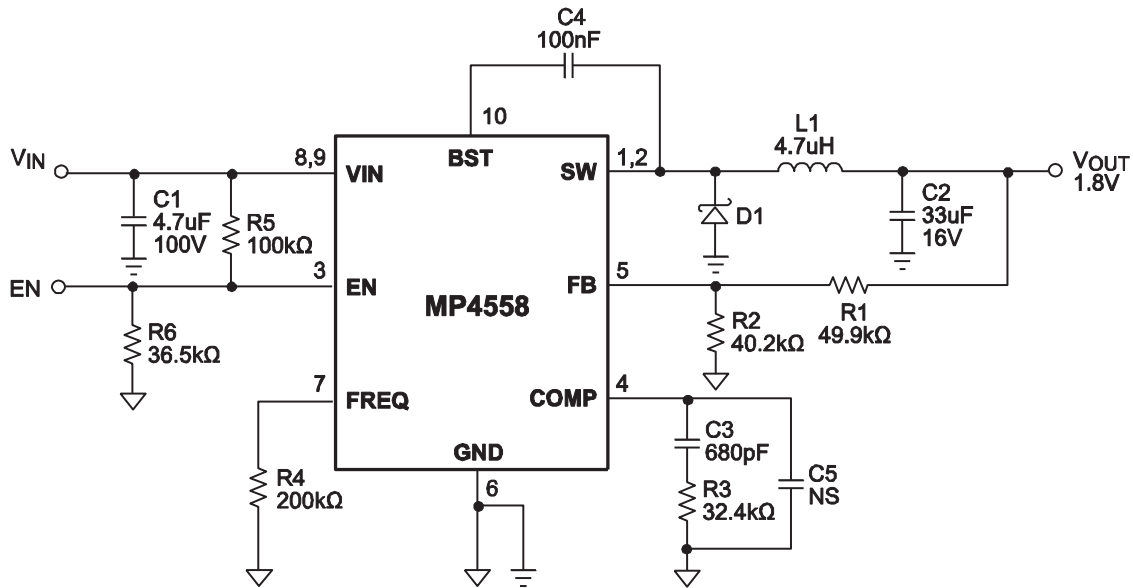 C4
100nF
10
BST
L1
4.7uH
VIN
8,9
VIN
SW
1,2
VOUT
1.8V
C1
4.7uF
100V
R5
100kΩ
D1
C2
33uF
16V
EN
3
EN
MP4558
FB
5
R1
49.9kΩ
R2
40.2kΩ
R6
36.5kΩ
7
FREQ
COMP
4
C3
680pF
GND
6
R4
200kΩ
R3
32.4kΩ
C5
NS